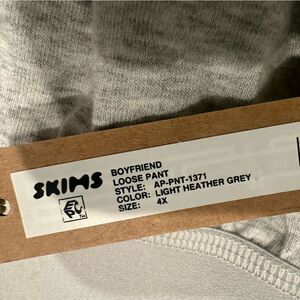 SKIMS
BOYFRIEND
LOOSE PANT
STYLE: AP-PNT-1371
COLOR: LIGHT HEATHER GREY
SIZE: 4X